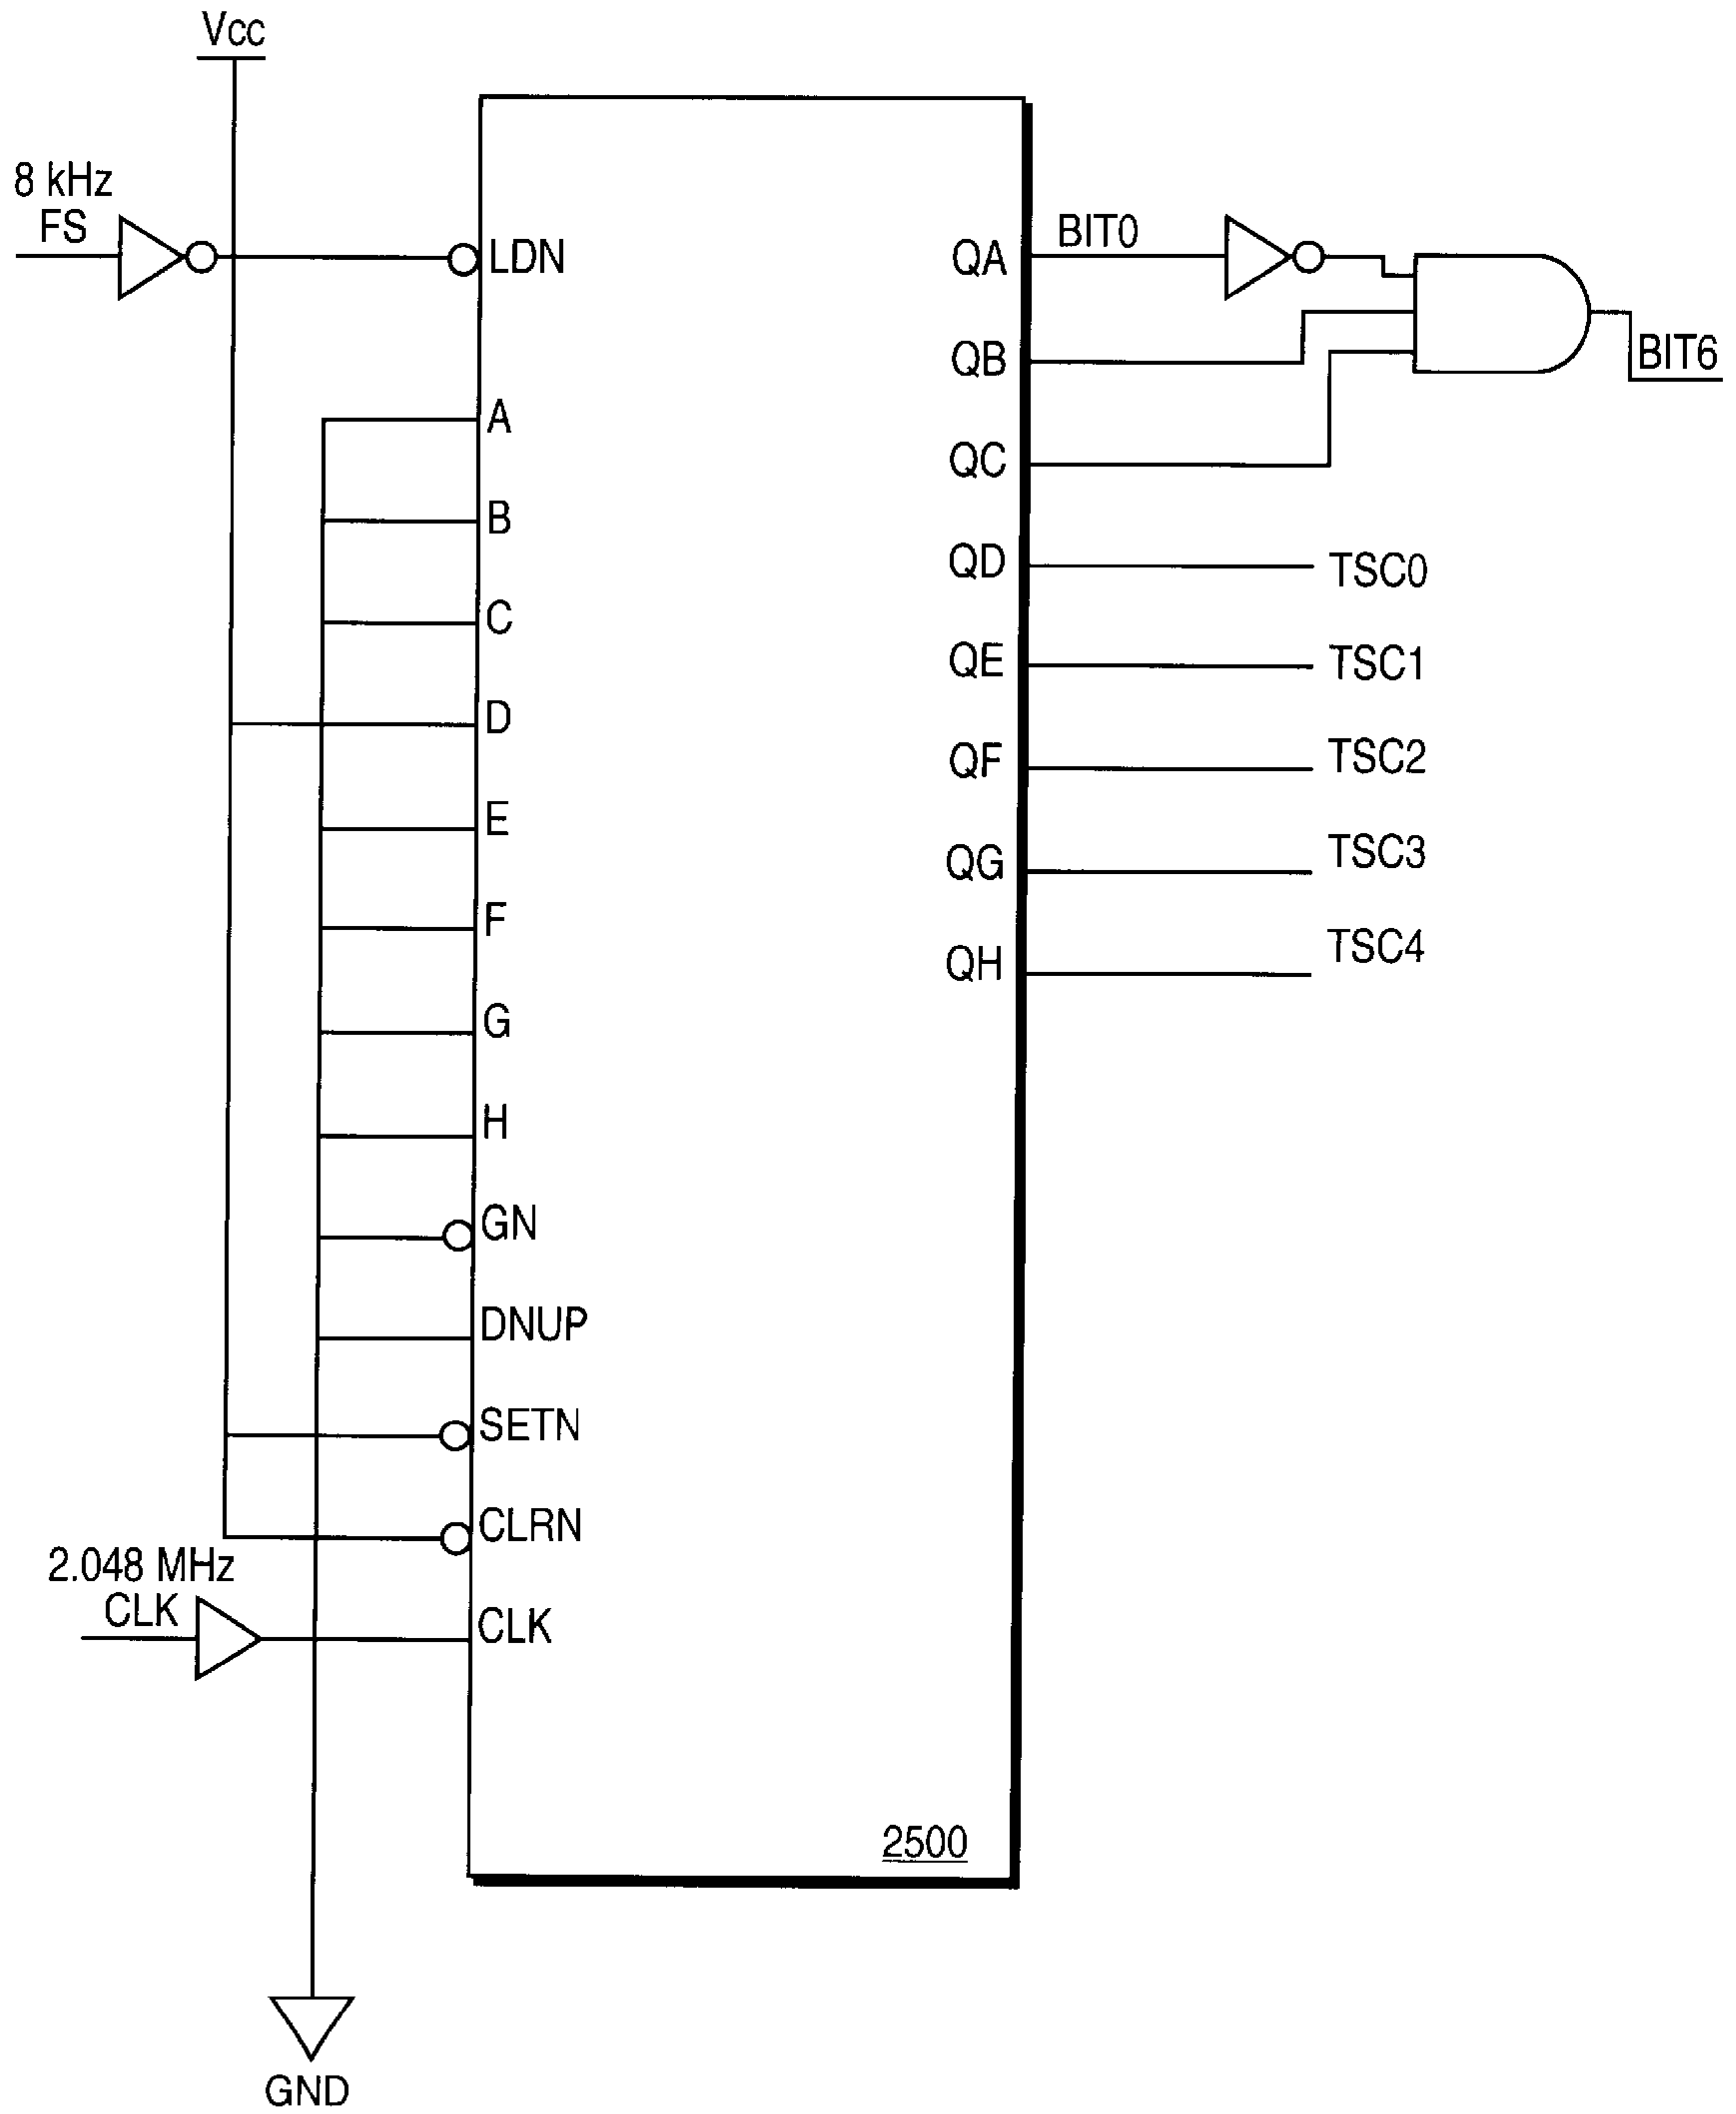 Vcc
8 kHz
FS
LDN
A
B
C
D
E
F
G
H
GN
DNUP
SETN
CLRN
2.048 MHz
CLK
CLK
GND
QA
BIT0
QB
BIT6
QC
QD
TSC0
QE
TSC1
QF
TSC2
QG
TSC3
QH
TSC4
2500